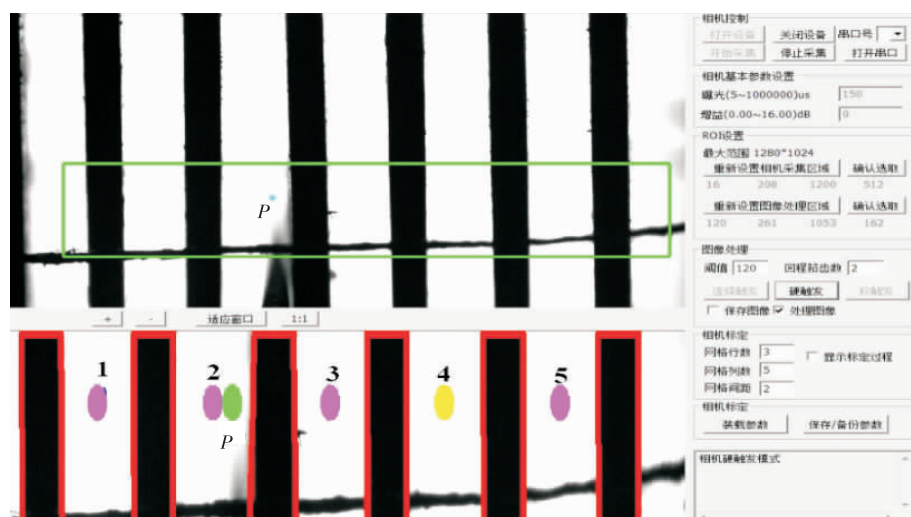 相机控制
打开设备 关闭设备 串口号
开始采集 停止采集 打开串口
相机基本参数设置
曝光(5~1000000)us 150
增益(0.00~16.00)dB 0
ROI设置
最大范围 1280*1024
重新设置相机采集区域 确认选取
16 208 1200 512
重新设置图像处理区域 确认选取
120 261 1053 162
图像处理
阈值 120 回程掐齿数 2
硬触发 软触发
保存图像 处理图像
相机标定
网格行数 3 显示标定过程
网格列数 5
网格间距 2
相机标定
装载参数 保存/备份参数
相机硬触发模式
P
+ - 适应窗口 1:1
1 2 3 4 5
P